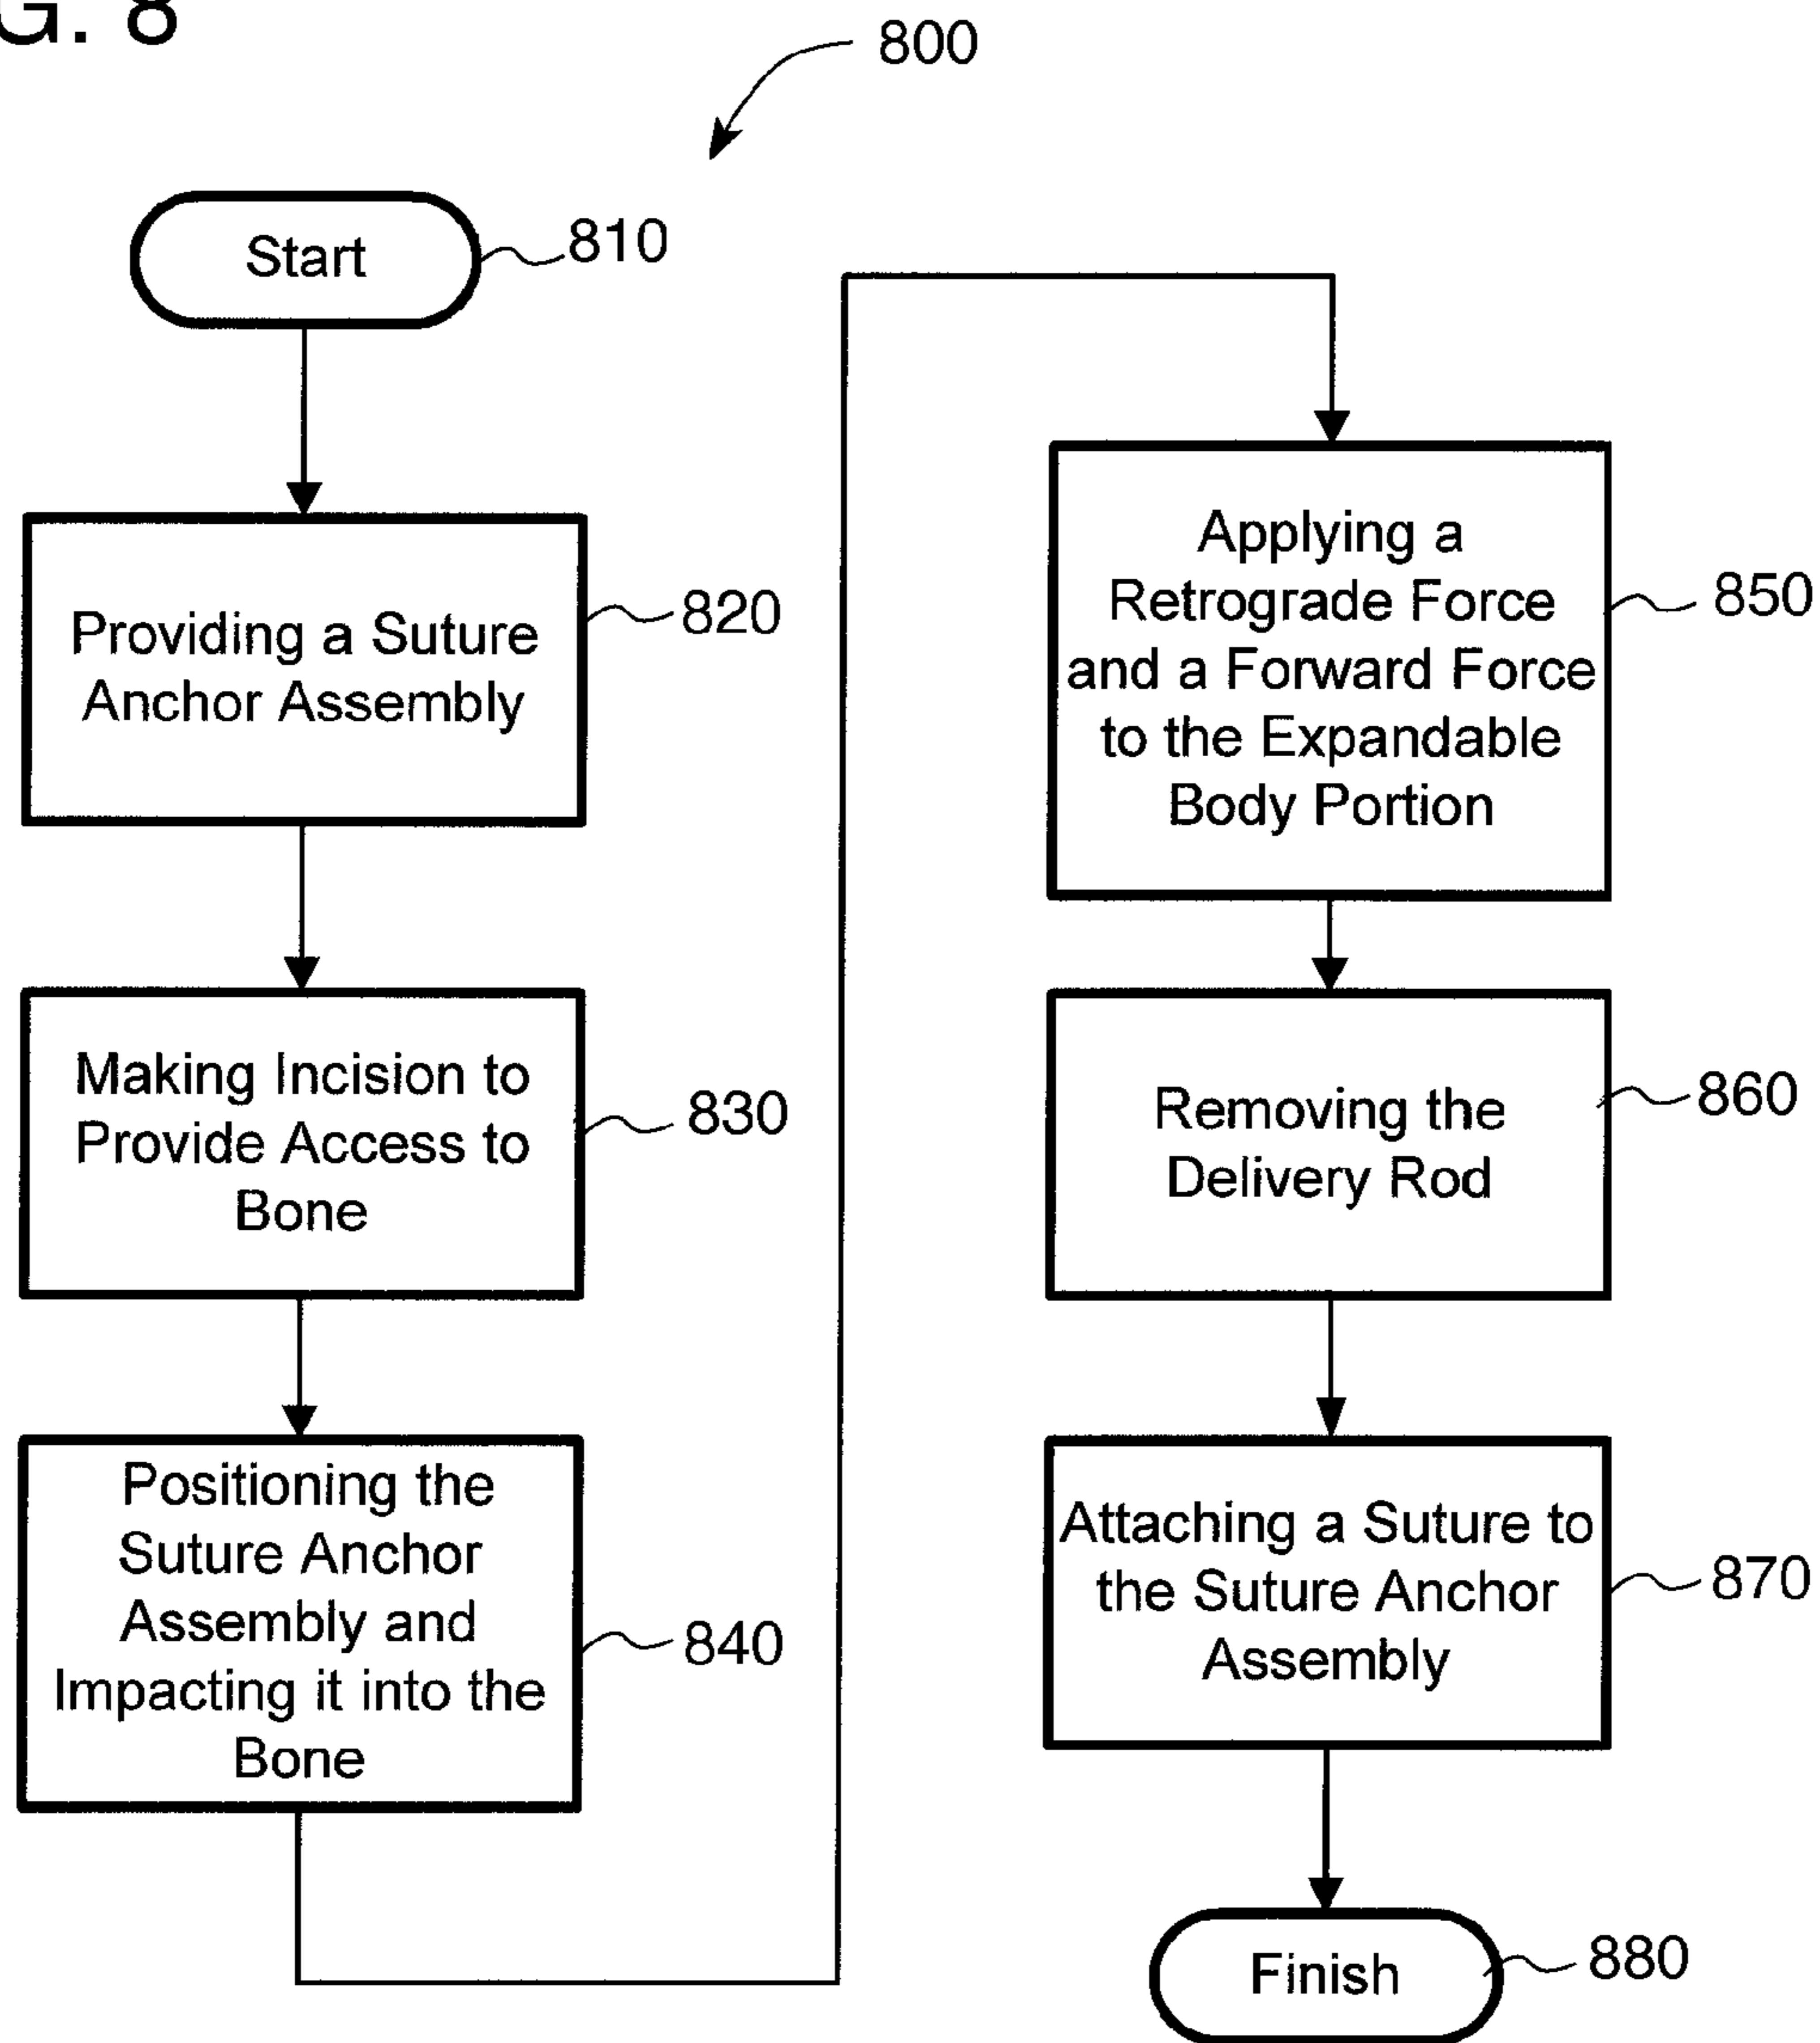 G. 8
800
Start
810
Providing a Suture
Anchor Assembly
820
Making Incision to
Provide Access to
Bone
830
Positioning the
Suture Anchor
Assembly and
Impacting it into the
Bone
840
Applying a
Retrograde Force
and a Forward Force
to the Expandable
Body Portion
850
Removing the
Delivery Rod
860
Attaching a Suture to
the Suture Anchor
Assembly
870
Finish
880